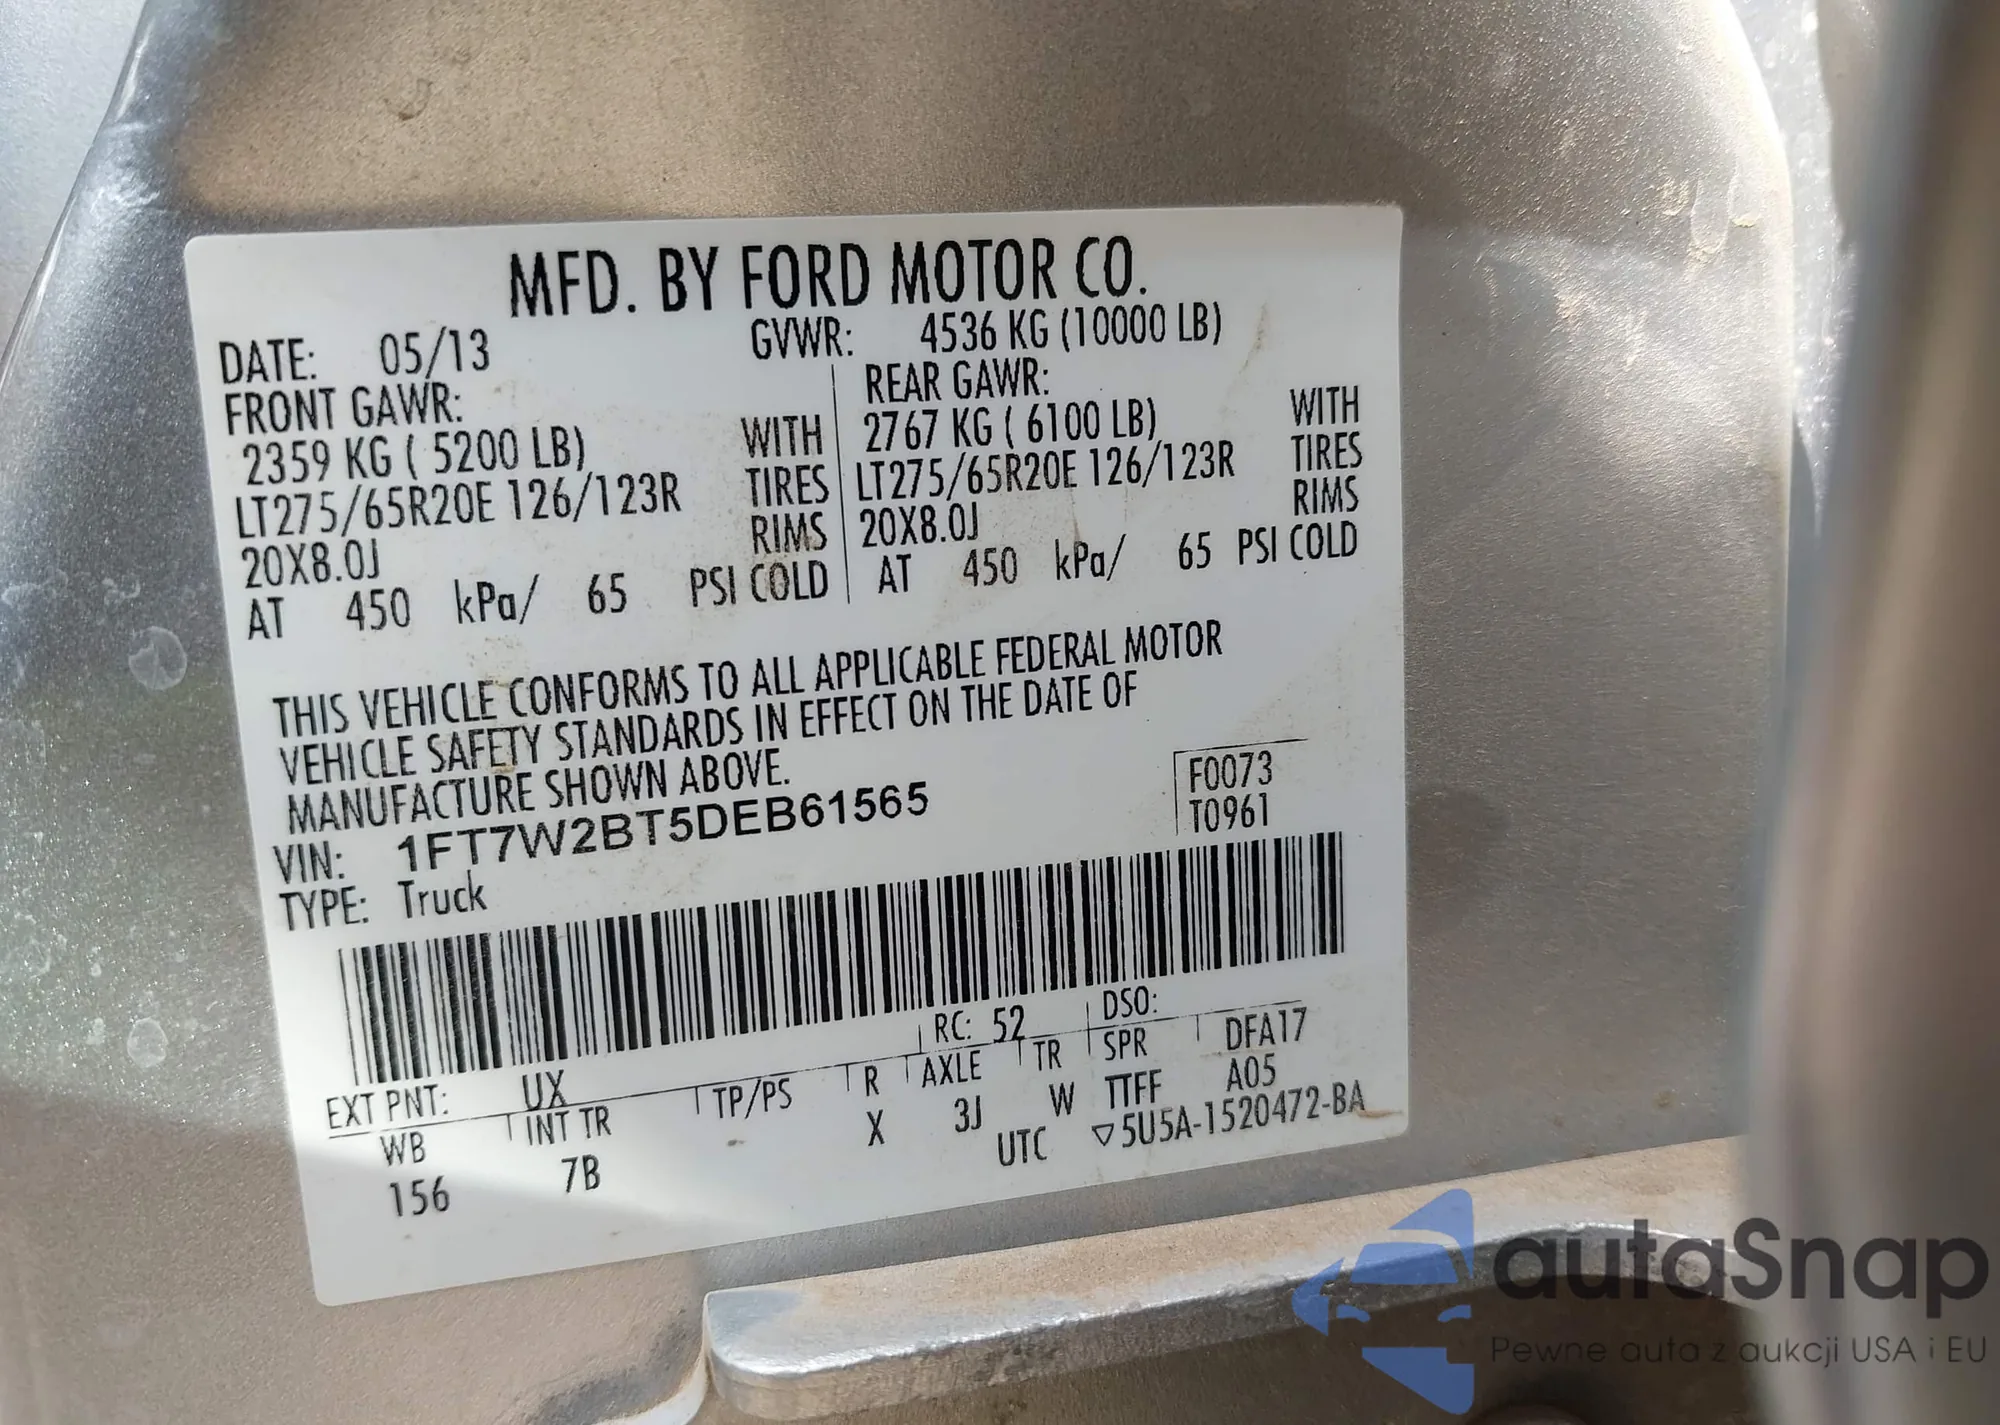 MFD. BY FORD MOTOR CO.
DATE: 05/13 GVWR: 4536 KG (10000 LB)
FRONT GAWR: REAR GAWR:
2359 KG ( 5200 LB) WITH 2767 KG ( 6100 LB) WITH
LT275/65R20E 126/123R TIRES LT275/65R20E 126/123R TIRES
20X8.0J RIMS 20X8.0J RIMS
AT 450 kPa/ 65 PSI COLD AT 450 kPa/ 65 PSI COLD
THIS VEHICLE CONFORMS TO ALL APPLICABLE FEDERAL MOTOR
VEHICLE SAFETY STANDARDS IN EFFECT ON THE DATE OF
MANUFACTURE SHOWN ABOVE.
VIN: 1FT7W2BT5DEB61565 F0073
TYPE: Truck T0961
EXT PNT: UX RC: 52 DSO:
WB INT TR TP/PS R AXLE TR SPR DFA17
156 7B X 3J W TTFF A05
UTC ▽5U5A-1520472-BA
autaSnap
Pewne auta z aukcji USA i EU